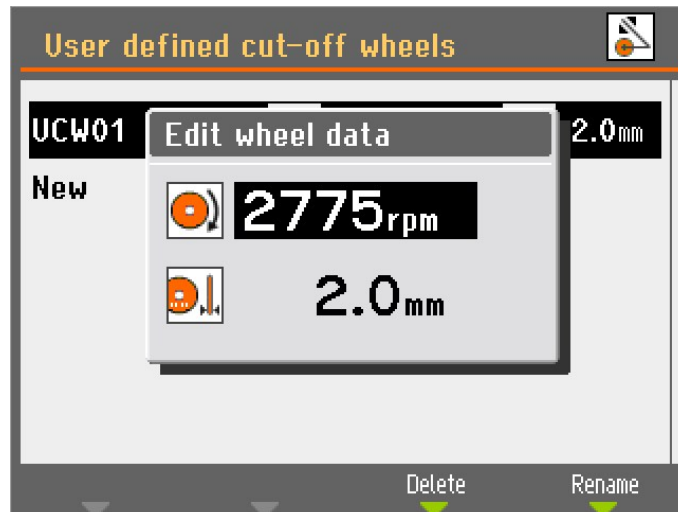 User defined cut-off wheels
UCW01 2.0mm
Edit wheel data
New
2775rpm
2.0mm
Delete Rename